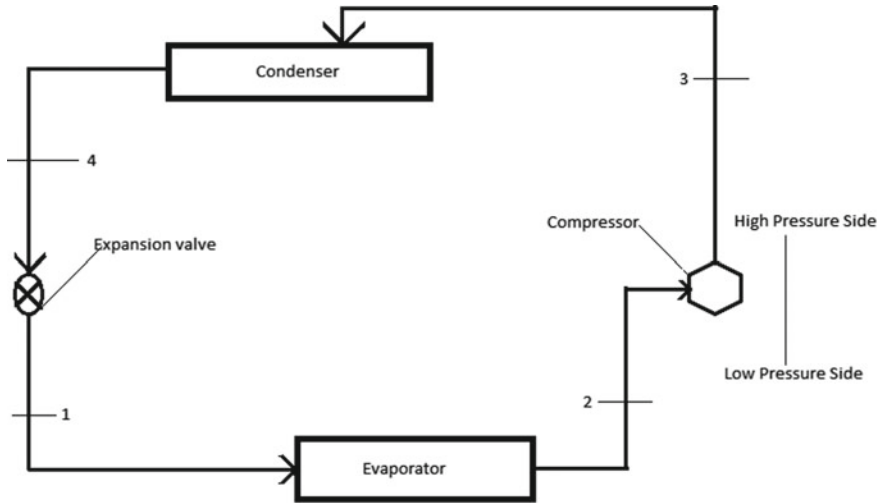 Condenser
3
4
Compressor
High Pressure Side
Expansion valve
Low Pressure Side
2
1
Evaporator